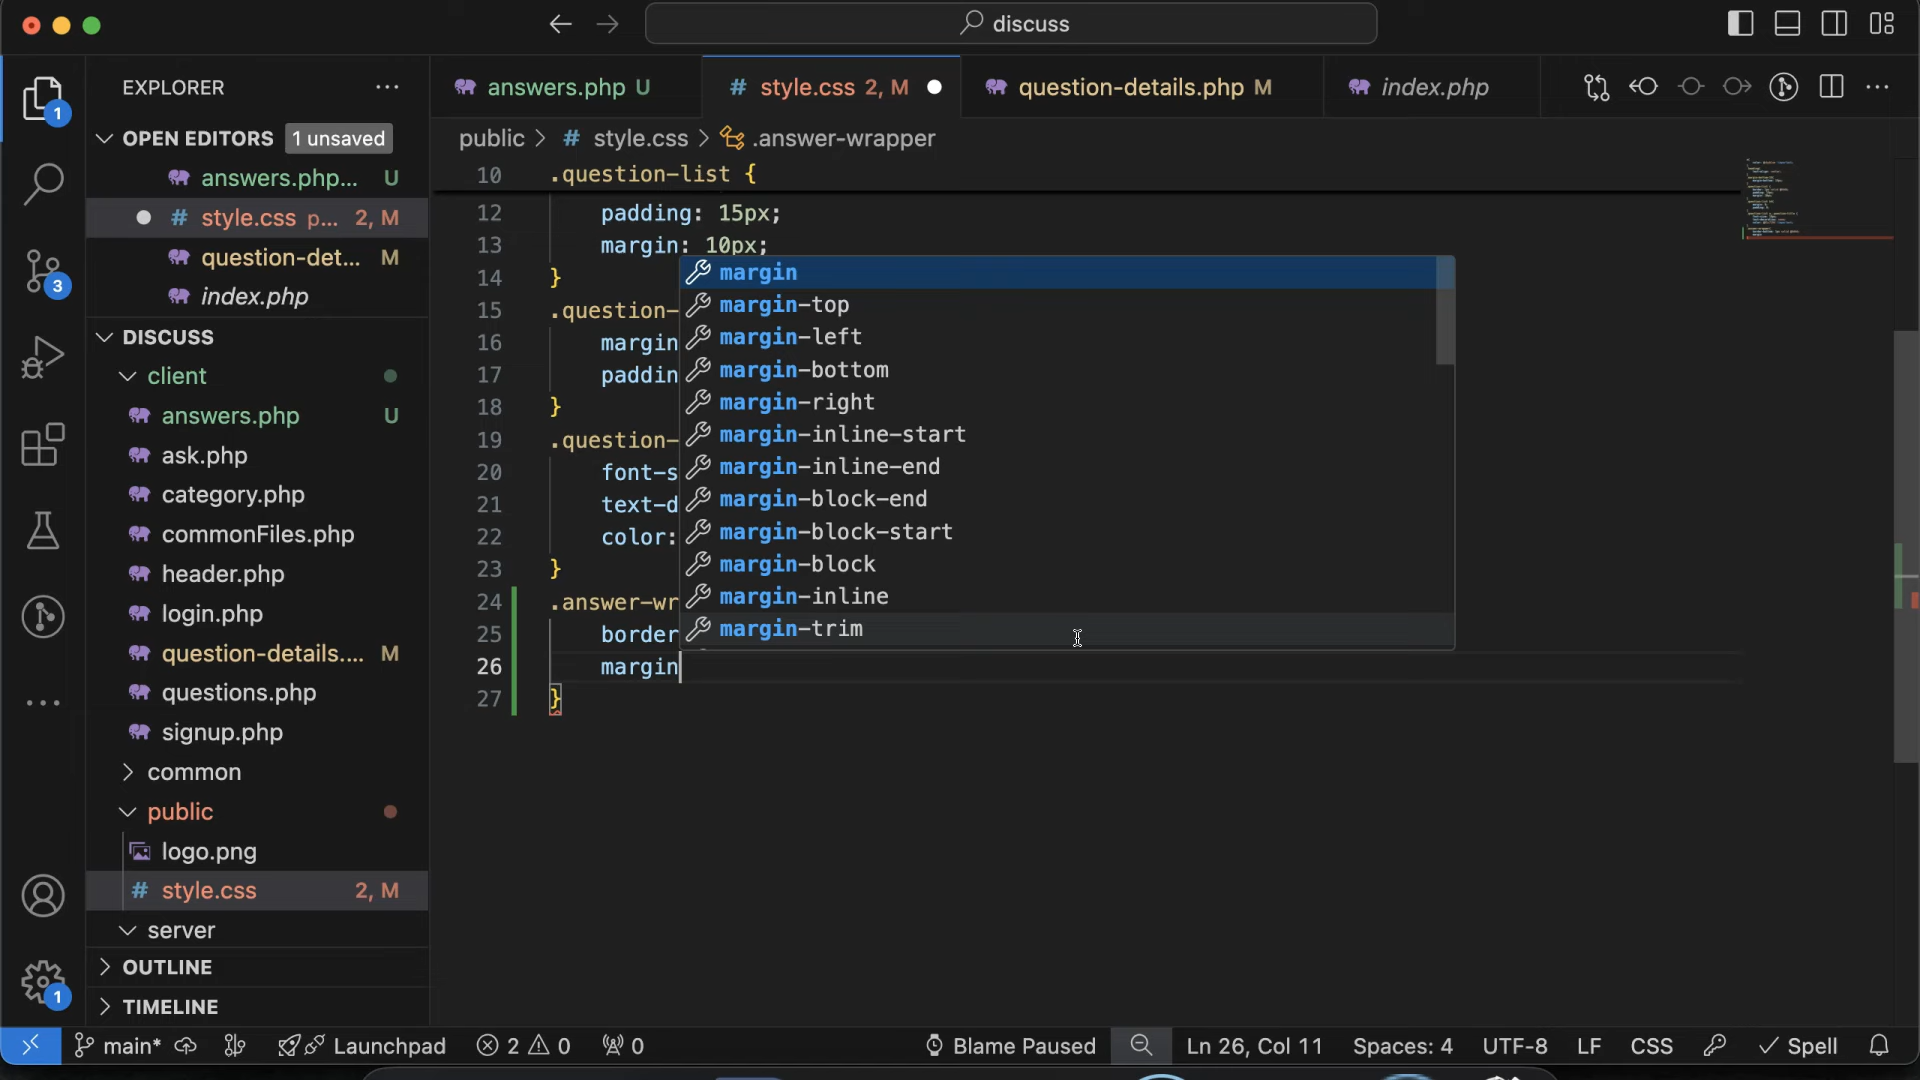 discuss
EXPLORER
OPEN EDITORS 1 unsaved
answers.php... U
style.css p... 2, M
question-det... M
index.php
DISCUSS
client
answers.php U
ask.php
category.php
commonFiles.php
header.php
login.php
question-details.... M
questions.php
signup.php
common
public
logo.png
style.css 2, M
server
OUTLINE
TIMELINE
1
3
1
answers.php U
style.css 2, M
question-details.php M
index.php
public > # style.css > .answer-wrapper
10 .question-list {
12 padding: 15px;
13 margin: 10px;
14 }
15 .question-
16 margin
17 paddin
18 }
19 .question-
20 font-s
21 text-d
22 color:
23 }
24 .answer-wr
25 border
26 margin
27 }
margin
margin-top
margin-left
margin-bottom
margin-right
margin-inline-start
margin-inline-end
margin-block-end
margin-block-start
margin-block
margin-inline
margin-trim
main* Launchpad 2 0 0 Blame Paused Ln 26, Col 11 Spaces: 4 UTF-8 LF CSS Spell